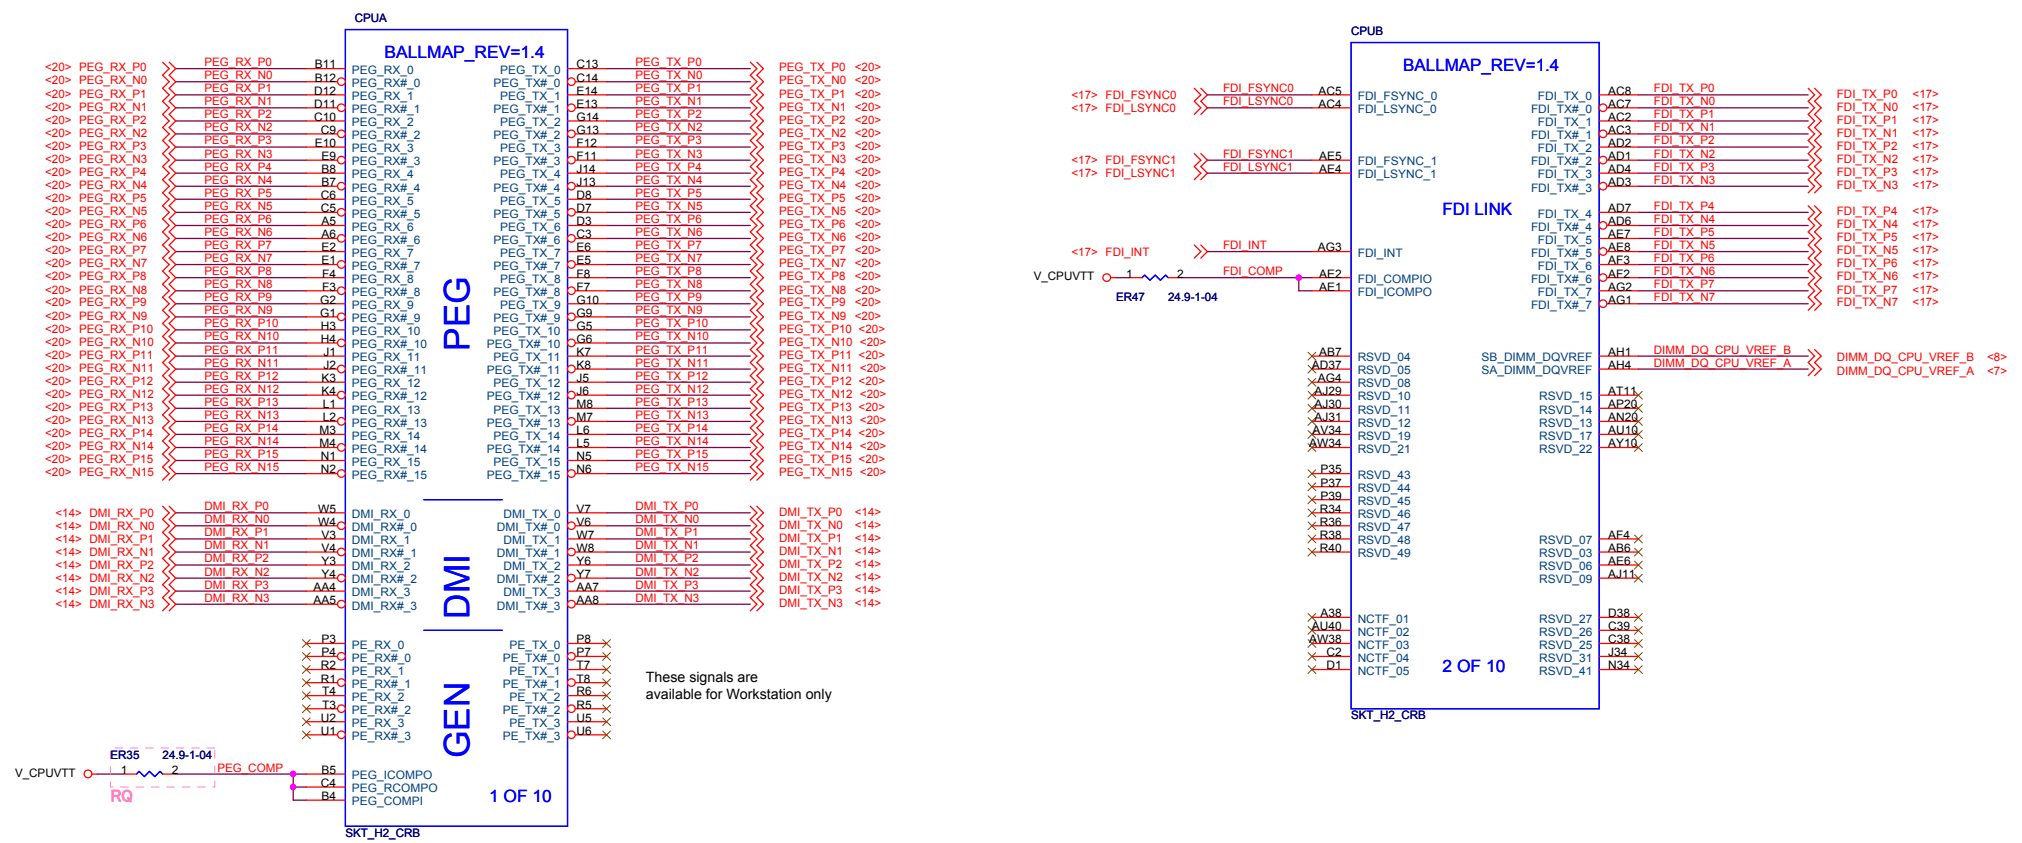 CPUA
BALLMAP_REV=1.4
<20> PEG_RX_P0 PEG_RX_P0 B11 PEG_RX_0 PEG_TX_0 C13 PEG_TX_P0 PEG_TX_P0 <20>
<20> PEG_RX_N0 PEG_RX_N0 B12 PEG_RX#_0 PEG_TX#_0 C14 PEG_TX_N0 PEG_TX_N0 <20>
<20> PEG_RX_P1 PEG_RX_P1 D12 PEG_RX_1 PEG_TX_1 E14 PEG_TX_P1 PEG_TX_P1 <20>
<20> PEG_RX_N1 PEG_RX_N1 D11 PEG_RX#_1 PEG_TX#_1 E13 PEG_TX_N1 PEG_TX_N1 <20>
<20> PEG_RX_P2 PEG_RX_P2 C10 PEG_RX_2 PEG_TX_2 G14 PEG_TX_P2 PEG_TX_P2 <20>
<20> PEG_RX_N2 PEG_RX_N2 C9 PEG_RX#_2 PEG_TX#_2 G13 PEG_TX_N2 PEG_TX_N2 <20>
<20> PEG_RX_P3 PEG_RX_P3 E10 PEG_RX_3 PEG_TX_3 F12 PEG_TX_P3 PEG_TX_P3 <20>
<20> PEG_RX_N3 PEG_RX_N3 E9 PEG_RX#_3 PEG_TX#_3 F11 PEG_TX_N3 PEG_TX_N3 <20>
<20> PEG_RX_P4 PEG_RX_P4 B8 PEG_RX_4 PEG_TX_4 J14 PEG_TX_P4 PEG_TX_P4 <20>
<20> PEG_RX_N4 PEG_RX_N4 B7 PEG_RX#_4 PEG_TX#_4 J13 PEG_TX_N4 PEG_TX_N4 <20>
<20> PEG_RX_P5 PEG_RX_P5 C6 PEG_RX_5 PEG_TX_5 D8 PEG_TX_P5 PEG_TX_P5 <20>
<20> PEG_RX_N5 PEG_RX_N5 C5 PEG_RX#_5 PEG_TX#_5 D7 PEG_TX_N5 PEG_TX_N5 <20>
<20> PEG_RX_P6 PEG_RX_P6 A5 PEG_RX_6 PEG_TX_6 D3 PEG_TX_P6 PEG_TX_P6 <20>
<20> PEG_RX_N6 PEG_RX_N6 A6 PEG_RX#_6 PEG_TX#_6 C3 PEG_TX_N6 PEG_TX_N6 <20>
<20> PEG_RX_P7 PEG_RX_P7 E2 PEG_RX_7 PEG_TX_7 E6 PEG_TX_P7 PEG_TX_P7 <20>
<20> PEG_RX_N7 PEG_RX_N7 E1 PEG_RX#_7 PEG_TX#_7 E5 PEG_TX_N7 PEG_TX_N7 <20>
<20> PEG_RX_P8 PEG_RX_P8 F4 PEG_RX_8 PEG_TX_8 F8 PEG_TX_P8 PEG_TX_P8 <20>
<20> PEG_RX_N8 PEG_RX_N8 F3 PEG_RX#_8 PEG_TX#_8 F7 PEG_TX_N8 PEG_TX_N8 <20>
<20> PEG_RX_P9 PEG_RX_P9 G2 PEG_RX_9 PEG_TX_9 G10 PEG_TX_P9 PEG_TX_P9 <20>
<20> PEG_RX_N9 PEG_RX_N9 G1 PEG_RX#_9 PEG_TX#_9 G9 PEG_TX_N9 PEG_TX_N9 <20>
<20> PEG_RX_P10 PEG_RX_P10 H3 PEG_RX_10 PEG_TX_10 G5 PEG_TX_P10 PEG_TX_P10 <20>
<20> PEG_RX_N10 PEG_RX_N10 H4 PEG_RX#_10 PEG_TX#_10 G6 PEG_TX_N10 PEG_TX_N10 <20>
<20> PEG_RX_P11 PEG_RX_P11 J1 PEG_RX_11 PEG_TX_11 K7 PEG_TX_P11 PEG_TX_P11 <20>
<20> PEG_RX_N11 PEG_RX_N11 J2 PEG_RX#_11 PEG_TX#_11 K8 PEG_TX_N11 PEG_TX_N11 <20>
<20> PEG_RX_P12 PEG_RX_P12 K3 PEG_RX_12 PEG_TX_12 J5 PEG_TX_P12 PEG_TX_P12 <20>
<20> PEG_RX_N12 PEG_RX_N12 K4 PEG_RX#_12 PEG_TX#_12 J6 PEG_TX_N12 PEG_TX_N12 <20>
<20> PEG_RX_P13 PEG_RX_P13 L1 PEG_RX_13 PEG_TX_13 M8 PEG_TX_P13 PEG_TX_P13 <20>
<20> PEG_RX_N13 PEG_RX_N13 L2 PEG_RX#_13 PEG_TX#_13 M7 PEG_TX_N13 PEG_TX_N13 <20>
<20> PEG_RX_P14 PEG_RX_P14 M3 PEG_RX_14 PEG_TX_14 L6 PEG_TX_P14 PEG_TX_P14 <20>
<20> PEG_RX_N14 PEG_RX_N14 M4 PEG_RX#_14 PEG_TX#_14 L5 PEG_TX_N14 PEG_TX_N14 <20>
<20> PEG_RX_P15 PEG_RX_P15 N1 PEG_RX_15 PEG_TX_15 N5 PEG_TX_P15 PEG_TX_P15 <20>
<20> PEG_RX_N15 PEG_RX_N15 N2 PEG_RX#_15 PEG_TX#_15 N6 PEG_TX_N15 PEG_TX_N15 <20>
PEG
<14> DMI_RX_P0 DMI_RX_P0 W5 DMI_RX_0 DMI_TX_0 V7 DMI_TX_P0 DMI_TX_P0 <14>
<14> DMI_RX_N0 DMI_RX_N0 W4 DMI_RX#_0 DMI_TX#_0 V6 DMI_TX_N0 DMI_TX_N0 <14>
<14> DMI_RX_P1 DMI_RX_P1 V3 DMI_RX_1 DMI_TX_1 W7 DMI_TX_P1 DMI_TX_P1 <14>
<14> DMI_RX_N1 DMI_RX_N1 V4 DMI_RX#_1 DMI_TX#_1 W8 DMI_TX_N1 DMI_TX_N1 <14>
<14> DMI_RX_P2 DMI_RX_P2 Y3 DMI_RX_2 DMI_TX_2 Y6 DMI_TX_P2 DMI_TX_P2 <14>
<14> DMI_RX_N2 DMI_RX_N2 Y4 DMI_RX#_2 DMI_TX#_2 Y7 DMI_TX_N2 DMI_TX_N2 <14>
<14> DMI_RX_P3 DMI_RX_P3 AA4 DMI_RX_3 DMI_TX_3 AA7 DMI_TX_P3 DMI_TX_P3 <14>
<14> DMI_RX_N3 DMI_RX_N3 AA5 DMI_RX#_3 DMI_TX#_3 AA8 DMI_TX_N3 DMI_TX_N3 <14>
DMI
P3 PE_RX_0 PE_TX_0 P8
P4 PE_RX#_0 PE_TX#_0 P7
R2 PE_RX_1 PE_TX_1 T7
R1 PE_RX#_1 PE_TX#_1 T8
T4 PE_RX_2 PE_TX_2 R6
T3 PE_RX#_2 PE_TX#_2 R5
U2 PE_RX_3 PE_TX_3 U5
U1 PE_RX#_3 PE_TX#_3 U6
GEN
These signals are
available for Workstation only
ER35 24.9-1-04
V_CPUVTT 1 2 PEG_COMP B5 PEG_ICOMPO
C4 PEG_RCOMPO
B4 PEG_COMPI
RQ
1 OF 10
SKT_H2_CRB
CPUB
BALLMAP_REV=1.4
<17> FDI_FSYNC0 FDI_FSYNC0 AC5 FDI_FSYNC_0 FDI_TX_0 AC8 FDI_TX_P0 FDI_TX_P0 <17>
<17> FDI_LSYNC0 FDI_LSYNC0 AC4 FDI_LSYNC_0 FDI_TX#_0 AC7 FDI_TX_N0 FDI_TX_N0 <17>
FDI_TX_1 AC2 FDI_TX_P1 FDI_TX_P1 <17>
FDI_TX#_1 AC3 FDI_TX_N1 FDI_TX_N1 <17>
FDI_TX_2 AD2 FDI_TX_P2 FDI_TX_P2 <17>
<17> FDI_FSYNC1 FDI_FSYNC1 AE5 FDI_FSYNC_1 FDI_TX#_2 AD1 FDI_TX_N2 FDI_TX_N2 <17>
<17> FDI_LSYNC1 FDI_LSYNC1 AE4 FDI_LSYNC_1 FDI_TX_3 AD4 FDI_TX_P3 FDI_TX_P3 <17>
FDI_TX#_3 AD3 FDI_TX_N3 FDI_TX_N3 <17>
FDI LINK
FDI_TX_4 AD7 FDI_TX_P4 FDI_TX_P4 <17>
FDI_TX#_4 AD6 FDI_TX_N4 FDI_TX_N4 <17>
FDI_TX_5 AE7 FDI_TX_P5 FDI_TX_P5 <17>
<17> FDI_INT FDI_INT AG3 FDI_INT FDI_TX#_5 AE8 FDI_TX_N5 FDI_TX_N5 <17>
FDI_TX_6 AF3 FDI_TX_P6 FDI_TX_P6 <17>
V_CPUVTT 1 2 FDI_COMP AE2 FDI_COMPIO FDI_TX#_6 AF2 FDI_TX_N6 FDI_TX_N6 <17>
AE1 FDI_ICOMPO FDI_TX_7 AG2 FDI_TX_P7 FDI_TX_P7 <17>
ER47 24.9-1-04
FDI_TX#_7 AG1 FDI_TX_N7 FDI_TX_N7 <17>
AB7 RSVD_04 SB_DIMM_DQVREF AH1 DIMM_DQ_CPU_VREF_B DIMM_DQ_CPU_VREF_B <8>
AD37 RSVD_05 SA_DIMM_DQVREF AH4 DIMM_DQ_CPU_VREF_A DIMM_DQ_CPU_VREF_A <7>
AG4 RSVD_08
AJ29 RSVD_10 RSVD_15 AT11
AJ30 RSVD_11 RSVD_14 AP20
AJ31 RSVD_12 RSVD_13 AN20
AV34 RSVD_19 RSVD_17 AU10
AW34 RSVD_21 RSVD_22 AY10
P35 RSVD_43
P37 RSVD_44
P39 RSVD_45
R34 RSVD_46
R36 RSVD_47
R38 RSVD_48 RSVD_07 AF4
R40 RSVD_49 RSVD_03 AB6
RSVD_06 AE6
RSVD_09 AJ11
A38 NCTF_01 RSVD_27 D38
AU40 NCTF_02 RSVD_26 C39
AW38 NCTF_03 RSVD_25 C38
C2 NCTF_04 RSVD_31 J34
D1 NCTF_05 RSVD_41 N34
2 OF 10
SKT_H2_CRB